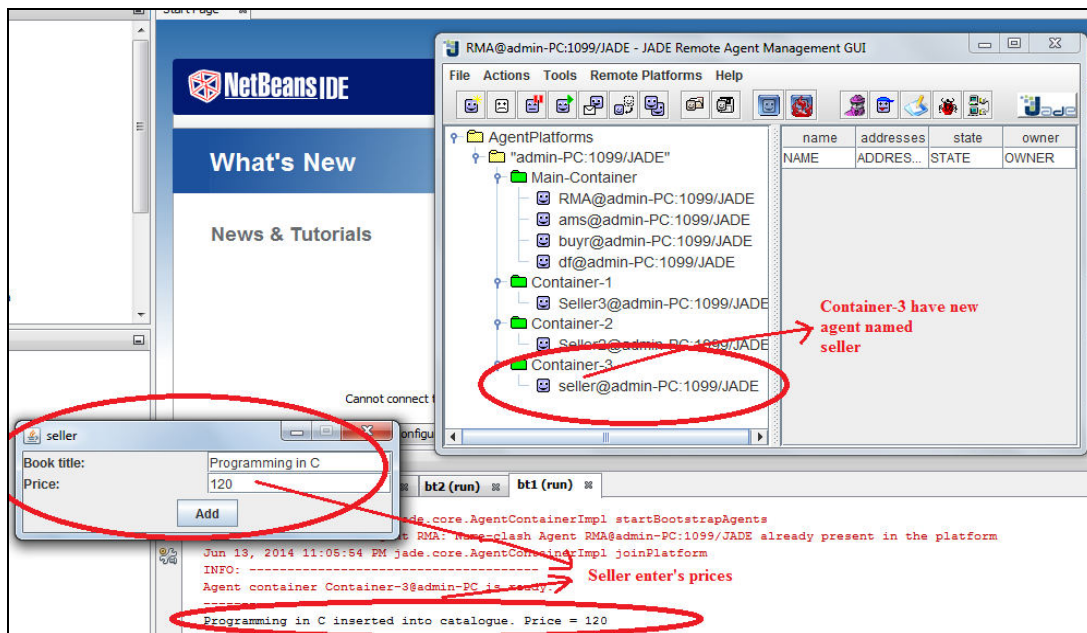 Start Page
NetBeans IDE
What's New
News & Tutorials
Cannot connect t
RMA@admin-PC:1099/JADE - JADE Remote Agent Management GUI
File Actions Tools Remote Platforms Help
Jade
AgentPlatforms
"admin-PC:1099/JADE"
Main-Container
RMA@admin-PC:1099/JADE
ams@admin-PC:1099/JADE
buyr@admin-PC:1099/JADE
df@admin-PC:1099/JADE
Container-1
Seller3@admin-PC:1099/JADE
Container-2
Seller2@admin-PC:1099/JADE
Container-3
seller@admin-PC:1099/JADE
name addresses state owner
NAME ADDRES... STATE OWNER
Container-3 have new
agent named
seller
seller
Book title: Programming in C
Price: 120
Add
onfigu
bt2 (run) bt1 (run)
jade.core.AgentContainerImpl startBootstrapAgents
RMA: Name-clash Agent RMA@admin-PC:1099/JADE already present in the platform
Jun 13, 2014 11:05:54 PM jade.core.AgentContainerImpl joinPlatform
INFO: --------------------------------------
Agent container Container-3@admin-PC is ready.
Seller enter's prices
Programming in C inserted into catalogue. Price = 120